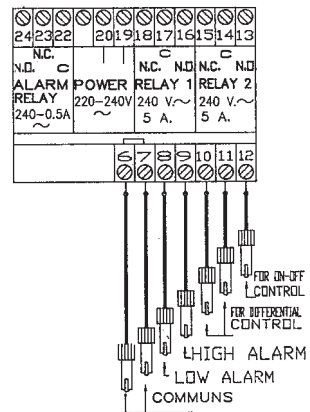 24 23 22 20 19 18 17 16 15 14 13
N.C. C C
N.O. C N.C. N.O. N.C. N.O.
ALARM POWER RELAY 1 RELAY 2
RELAY 220-240V 240 V.~ 240 V.~
240-0.5A ~ 5 A. 5 A.
~
6 7 8 9 10 11 12
FOR ON-OFF
CONTROL
FOR DIFFERENTIAL
CONTROL
HIGH ALARM
LOW ALARM
COMMUNS